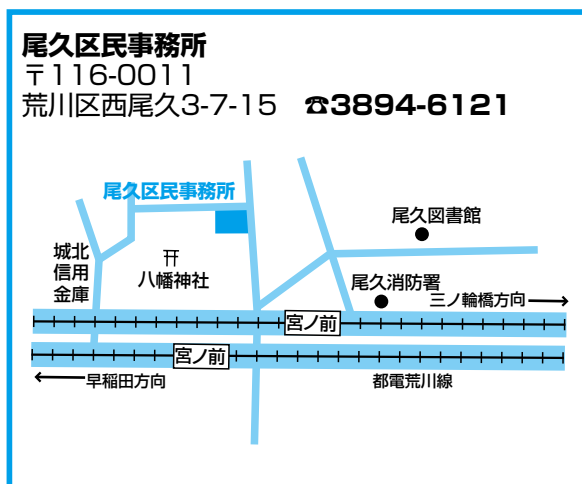 尾久区民事務所
〒116-0011
荒川区西尾久3-7-15 ☎3894-6121
尾久区民事務所
尾久図書館
城北
信用
金庫
八幡神社
尾久消防署
三ノ輪橋方向
宮ノ前
宮ノ前
早稲田方向
都電荒川線